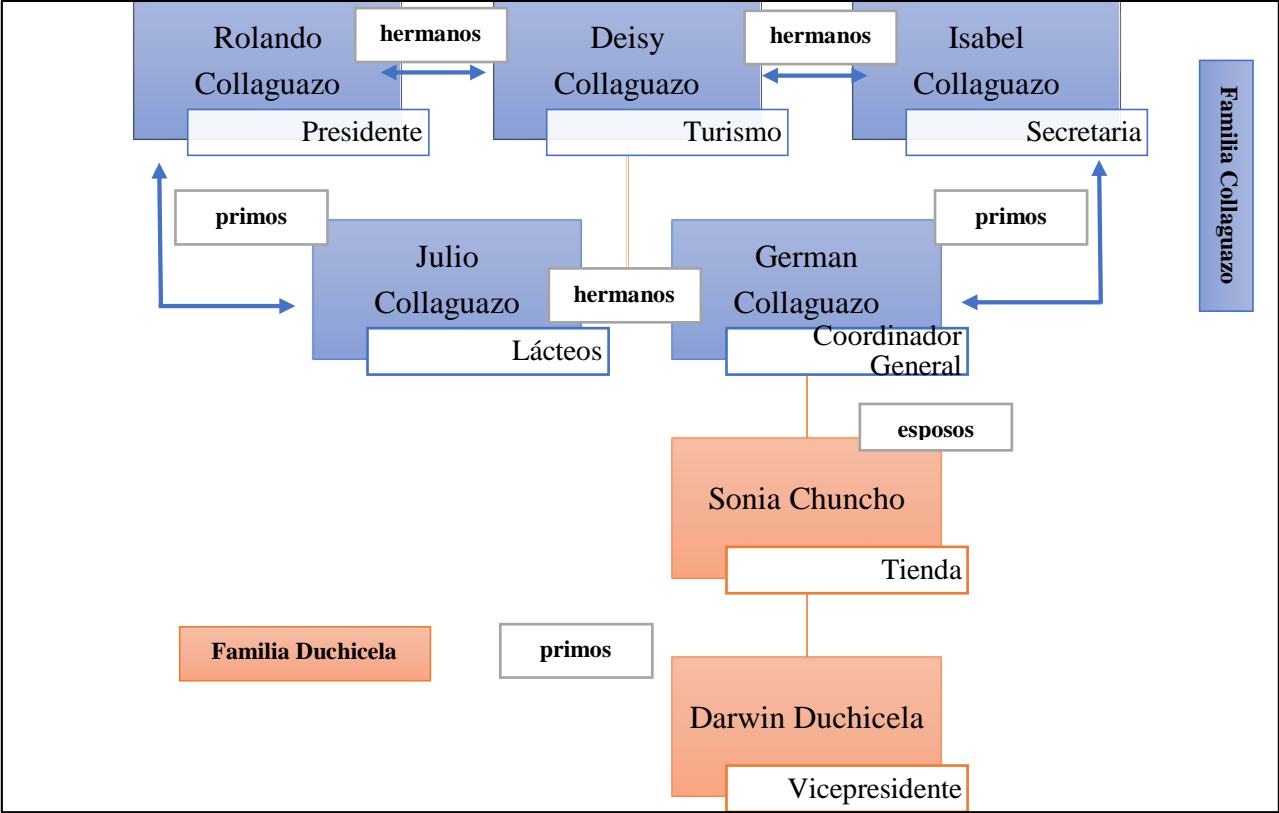 Rolando
Collaguazo
Presidente
hermanos
Deisy
Collaguazo
Turismo
hermanos
Isabel
Collaguazo
Secretaria
Familia Collaguazo
primos
Julio
Collaguazo
Lácteos
hermanos
German
Collaguazo
Coordinador
General
primos
esposos
Sonia Chuncho
Tienda
Familia Duchicela
primos
Darwin Duchicela
Vicepresidente